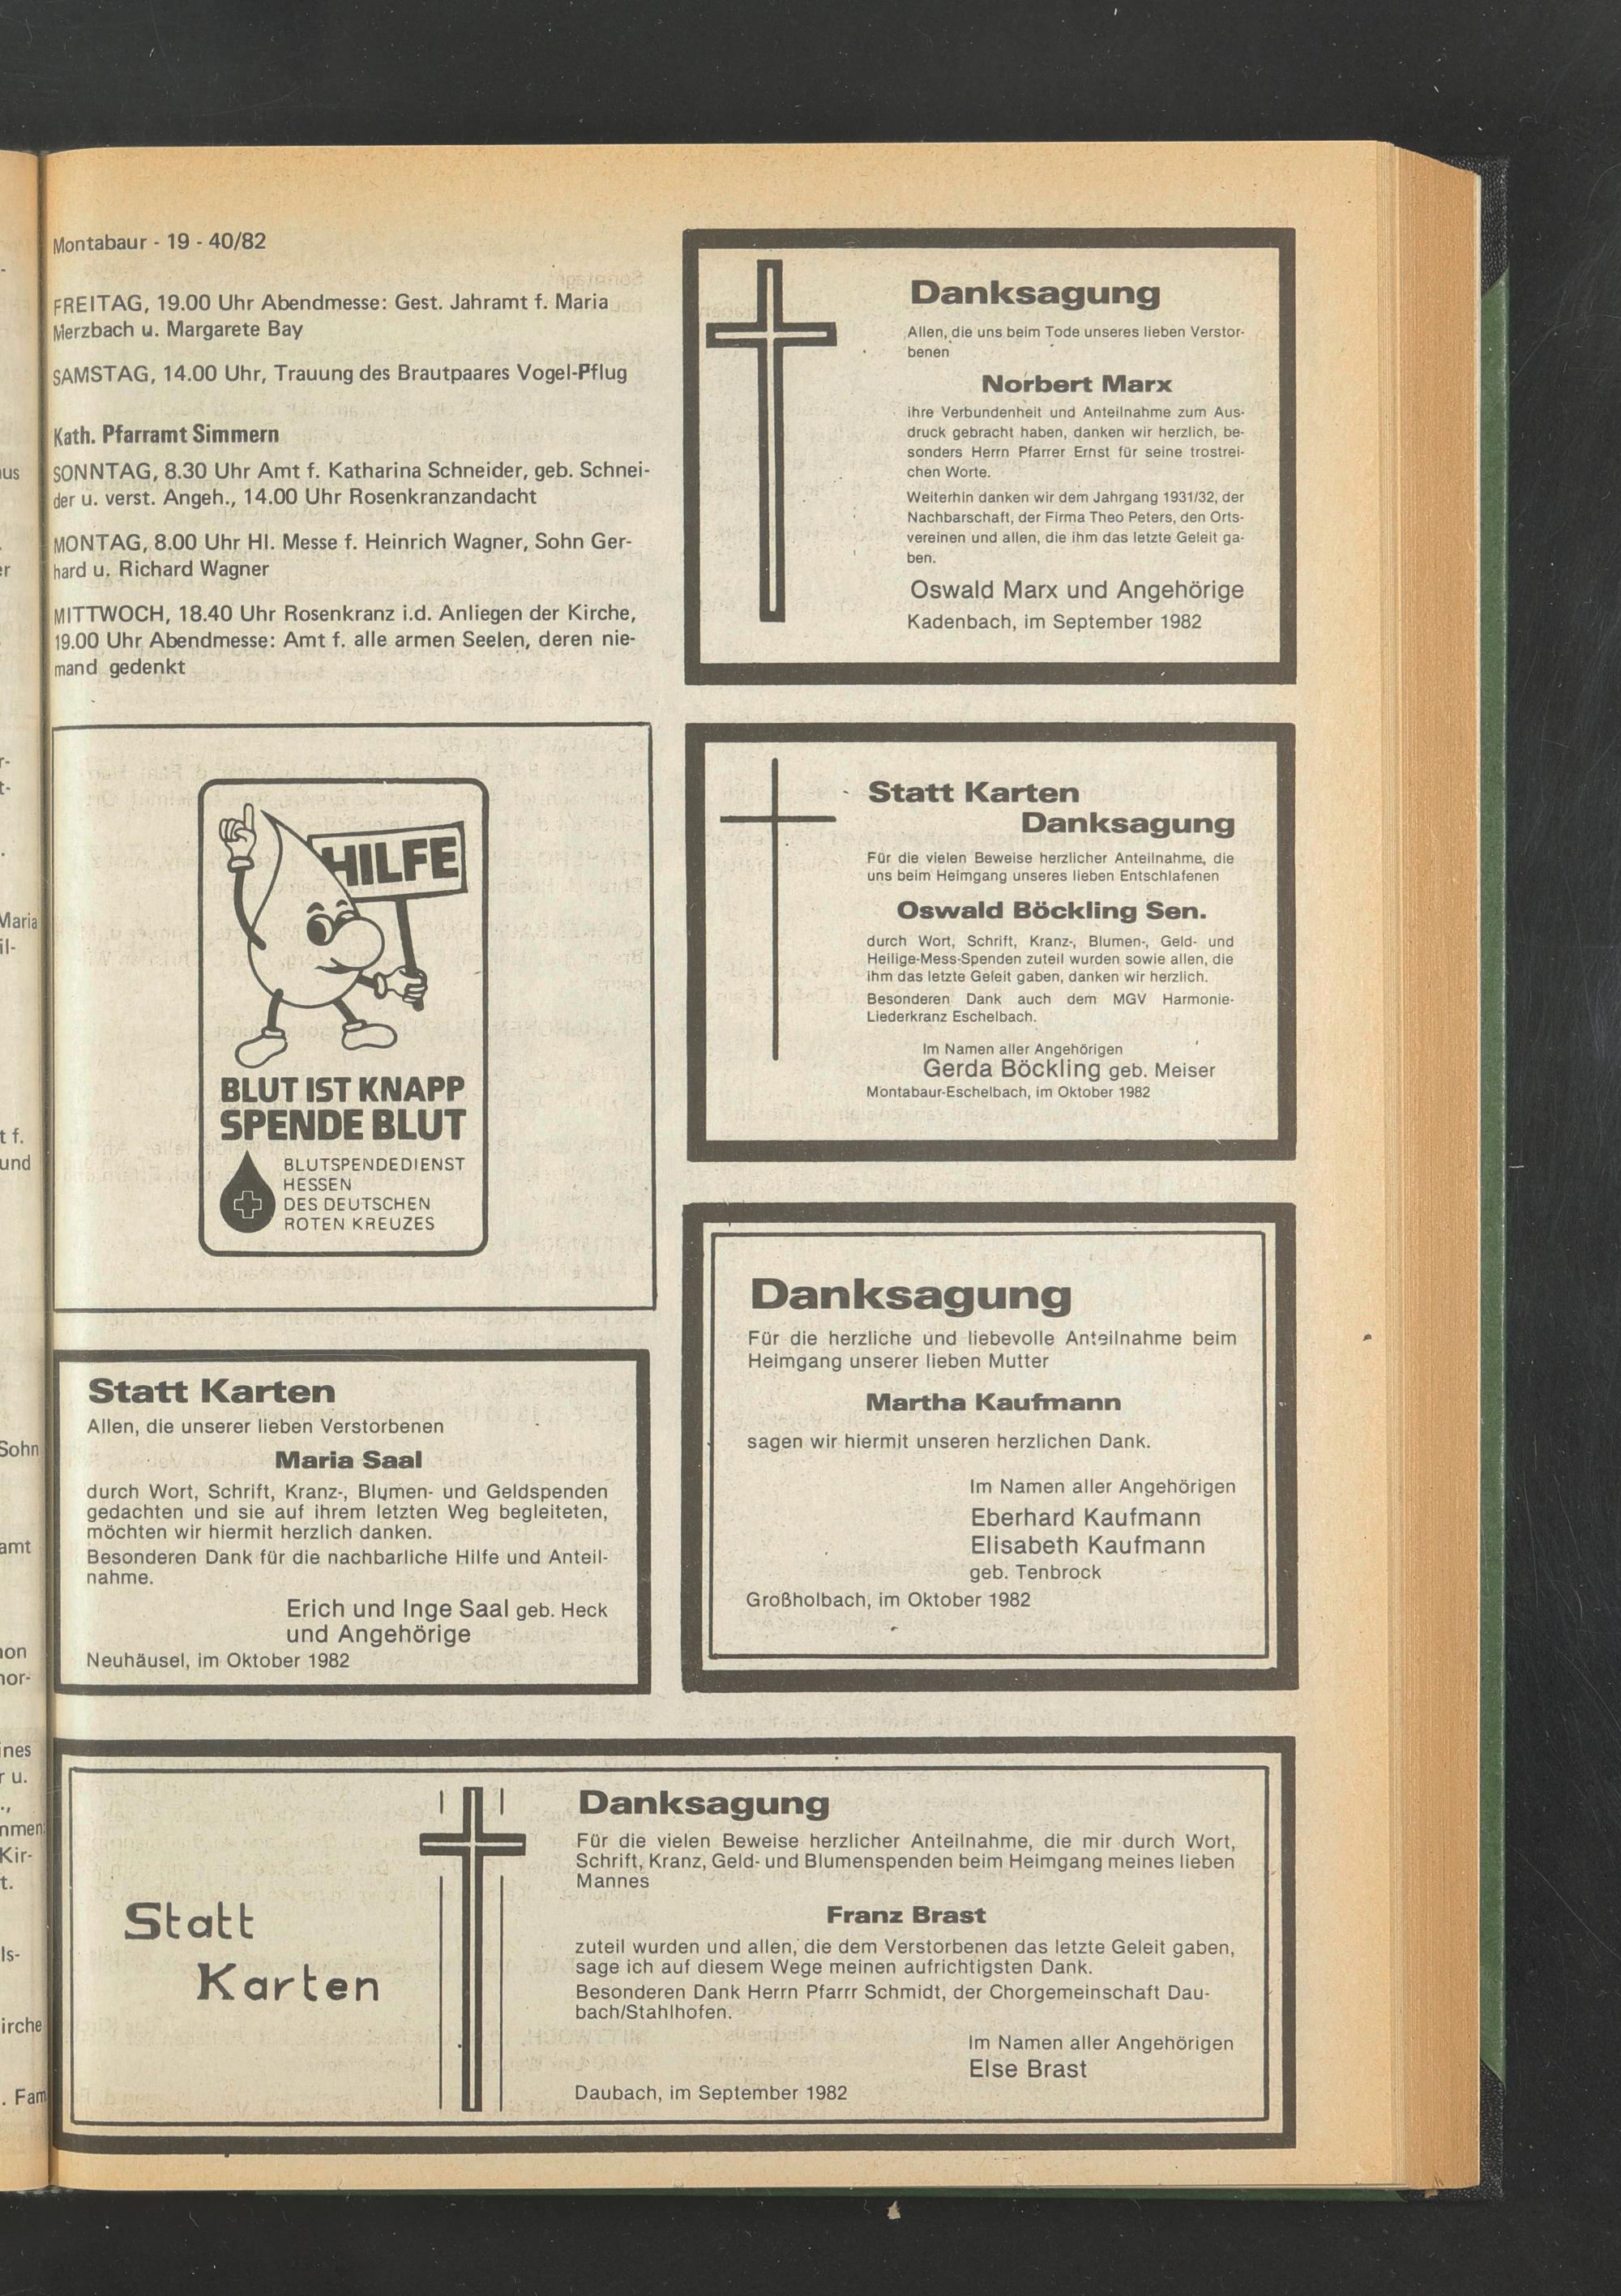 Montabaur - 19 - 40/82
FREITAG, 19.00 Uhr Abendmesse: Gest. Jahramt f. Maria
Merzbach u. Margarete Bay
SAMSTAG, 14.00 Uhr, Trauung des Brautpaares Vogel-Pflug
Kath. Pfarramt Simmern
SONNTAG, 8.30 Uhr Amt f. Katharina Schneider, geb. Schnei-
der u. verst. Angeh., 14.00 Uhr Rosenkranzandacht
MONTAG, 8.00 Uhr Hl. Messe f. Heinrich Wagner, Sohn Ger-
hard u. Richard Wagner
MITTWOCH, 18.40 Uhr Rosenkranz i.d. Anliegen der Kirche,
19.00 Uhr Abendmesse: Amt f. alle armen Seelen, deren nie-
mand gedenkt
HILFE
BLUT IST KNAPP
SPENDE BLUT
BLUTSPENDEDIENST
HESSEN
DES DEUTSCHEN
ROTEN KREUZES
Statt Karten
Allen, die unserer lieben Verstorbenen
Maria Saal
durch Wort, Schrift, Kranz-, Blumen- und Geldspenden
gedachten und sie auf ihrem letzten Weg begleiteten,
möchten wir hiermit herzlich danken.
Besonderen Dank für die nachbarliche Hilfe und Anteil-
nahme.
Erich und Inge Saal geb. Heck
und Angehörige
Neuhäusel, im Oktober 1982
Danksagung
Allen, die uns beim Tode unseres lieben Verstor-
benen
Norbert Marx
ihre Verbundenheit und Anteilnahme zum Aus-
druck gebracht haben, danken wir herzlich, be-
sonders Herrn Pfarrer Ernst für seine trostrei-
chen Worte.
Weiterhin danken wir dem Jahrgang 1931/32, der
Nachbarschaft, der Firma Theo Peters, den Orts-
vereinen und allen, die ihm das letzte Geleit ga-
ben.
Oswald Marx und Angehörige
Kadenbach, im September 1982
Statt Karten
Danksagung
Für die vielen Beweise herzlicher Anteilnahme, die
uns beim Heimgang unseres lieben Entschlafenen
Oswald Böckling Sen.
durch Wort, Schrift, Kranz-, Blumen-, Geld- und
Heilige-Mess-Spenden zuteil wurden sowie allen, die
ihm das letzte Geleit gaben, danken wir herzlich.
Besonderen Dank auch dem MGV Harmonie-
Liederkranz Eschelbach.
Im Namen aller Angehörigen
Gerda Böckling geb. Meiser
Montabaur-Eschelbach, im Oktober 1982
Danksagung
Für die herzliche und liebevolle Anteilnahme beim
Heimgang unserer lieben Mutter
Martha Kaufmann
sagen wir hiermit unseren herzlichen Dank.
Im Namen aller Angehörigen
Eberhard Kaufmann
Elisabeth Kaufmann
geb. Tenbrock
Großholbach, im Oktober 1982
Statt
Karten
Danksagung
Für die vielen Beweise herzlicher Anteilnahme, die mir durch Wort,
Schrift, Kranz, Geld- und Blumenspenden beim Heimgang meines lieben
Mannes
Franz Brast
zuteil wurden und allen, die dem Verstorbenen das letzte Geleit gaben,
sage ich auf diesem Wege meinen aufrichtigsten Dank.
Besonderen Dank Herrn Pfarrr Schmidt, der Chorgemeinschaft Dau-
bach/Stahlhofen.
Im Namen aller Angehörigen
Else Brast
Daubach, im September 1982